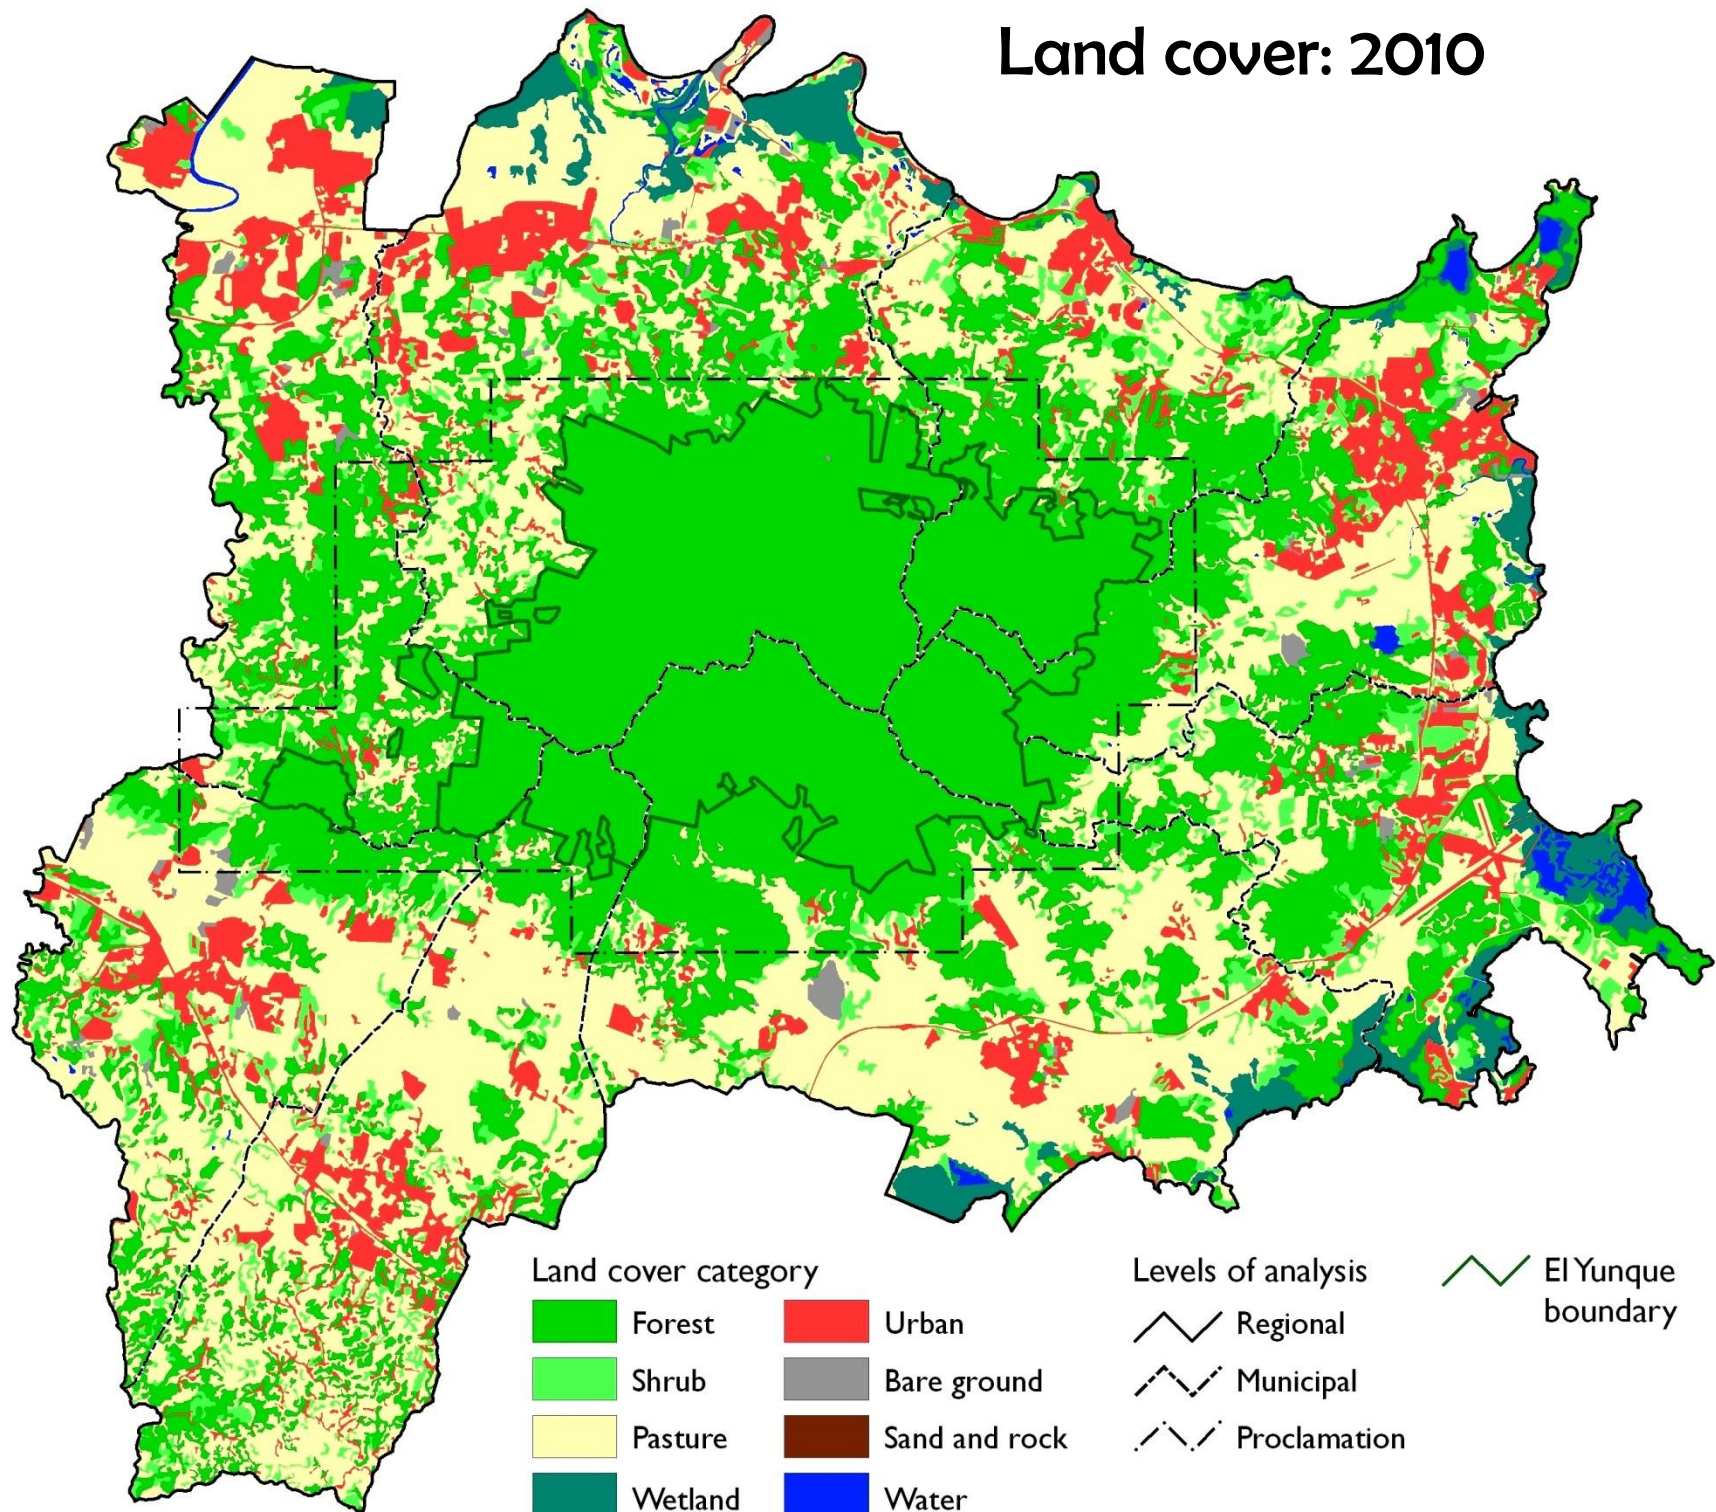 Land cover: 2010
Land cover category
Forest
Shrub
Pasture
Wetland
Urban
Bare ground
Sand and rock
Water
Levels of analysis
Regional
Municipal
Proclamation
El Yunque
boundary